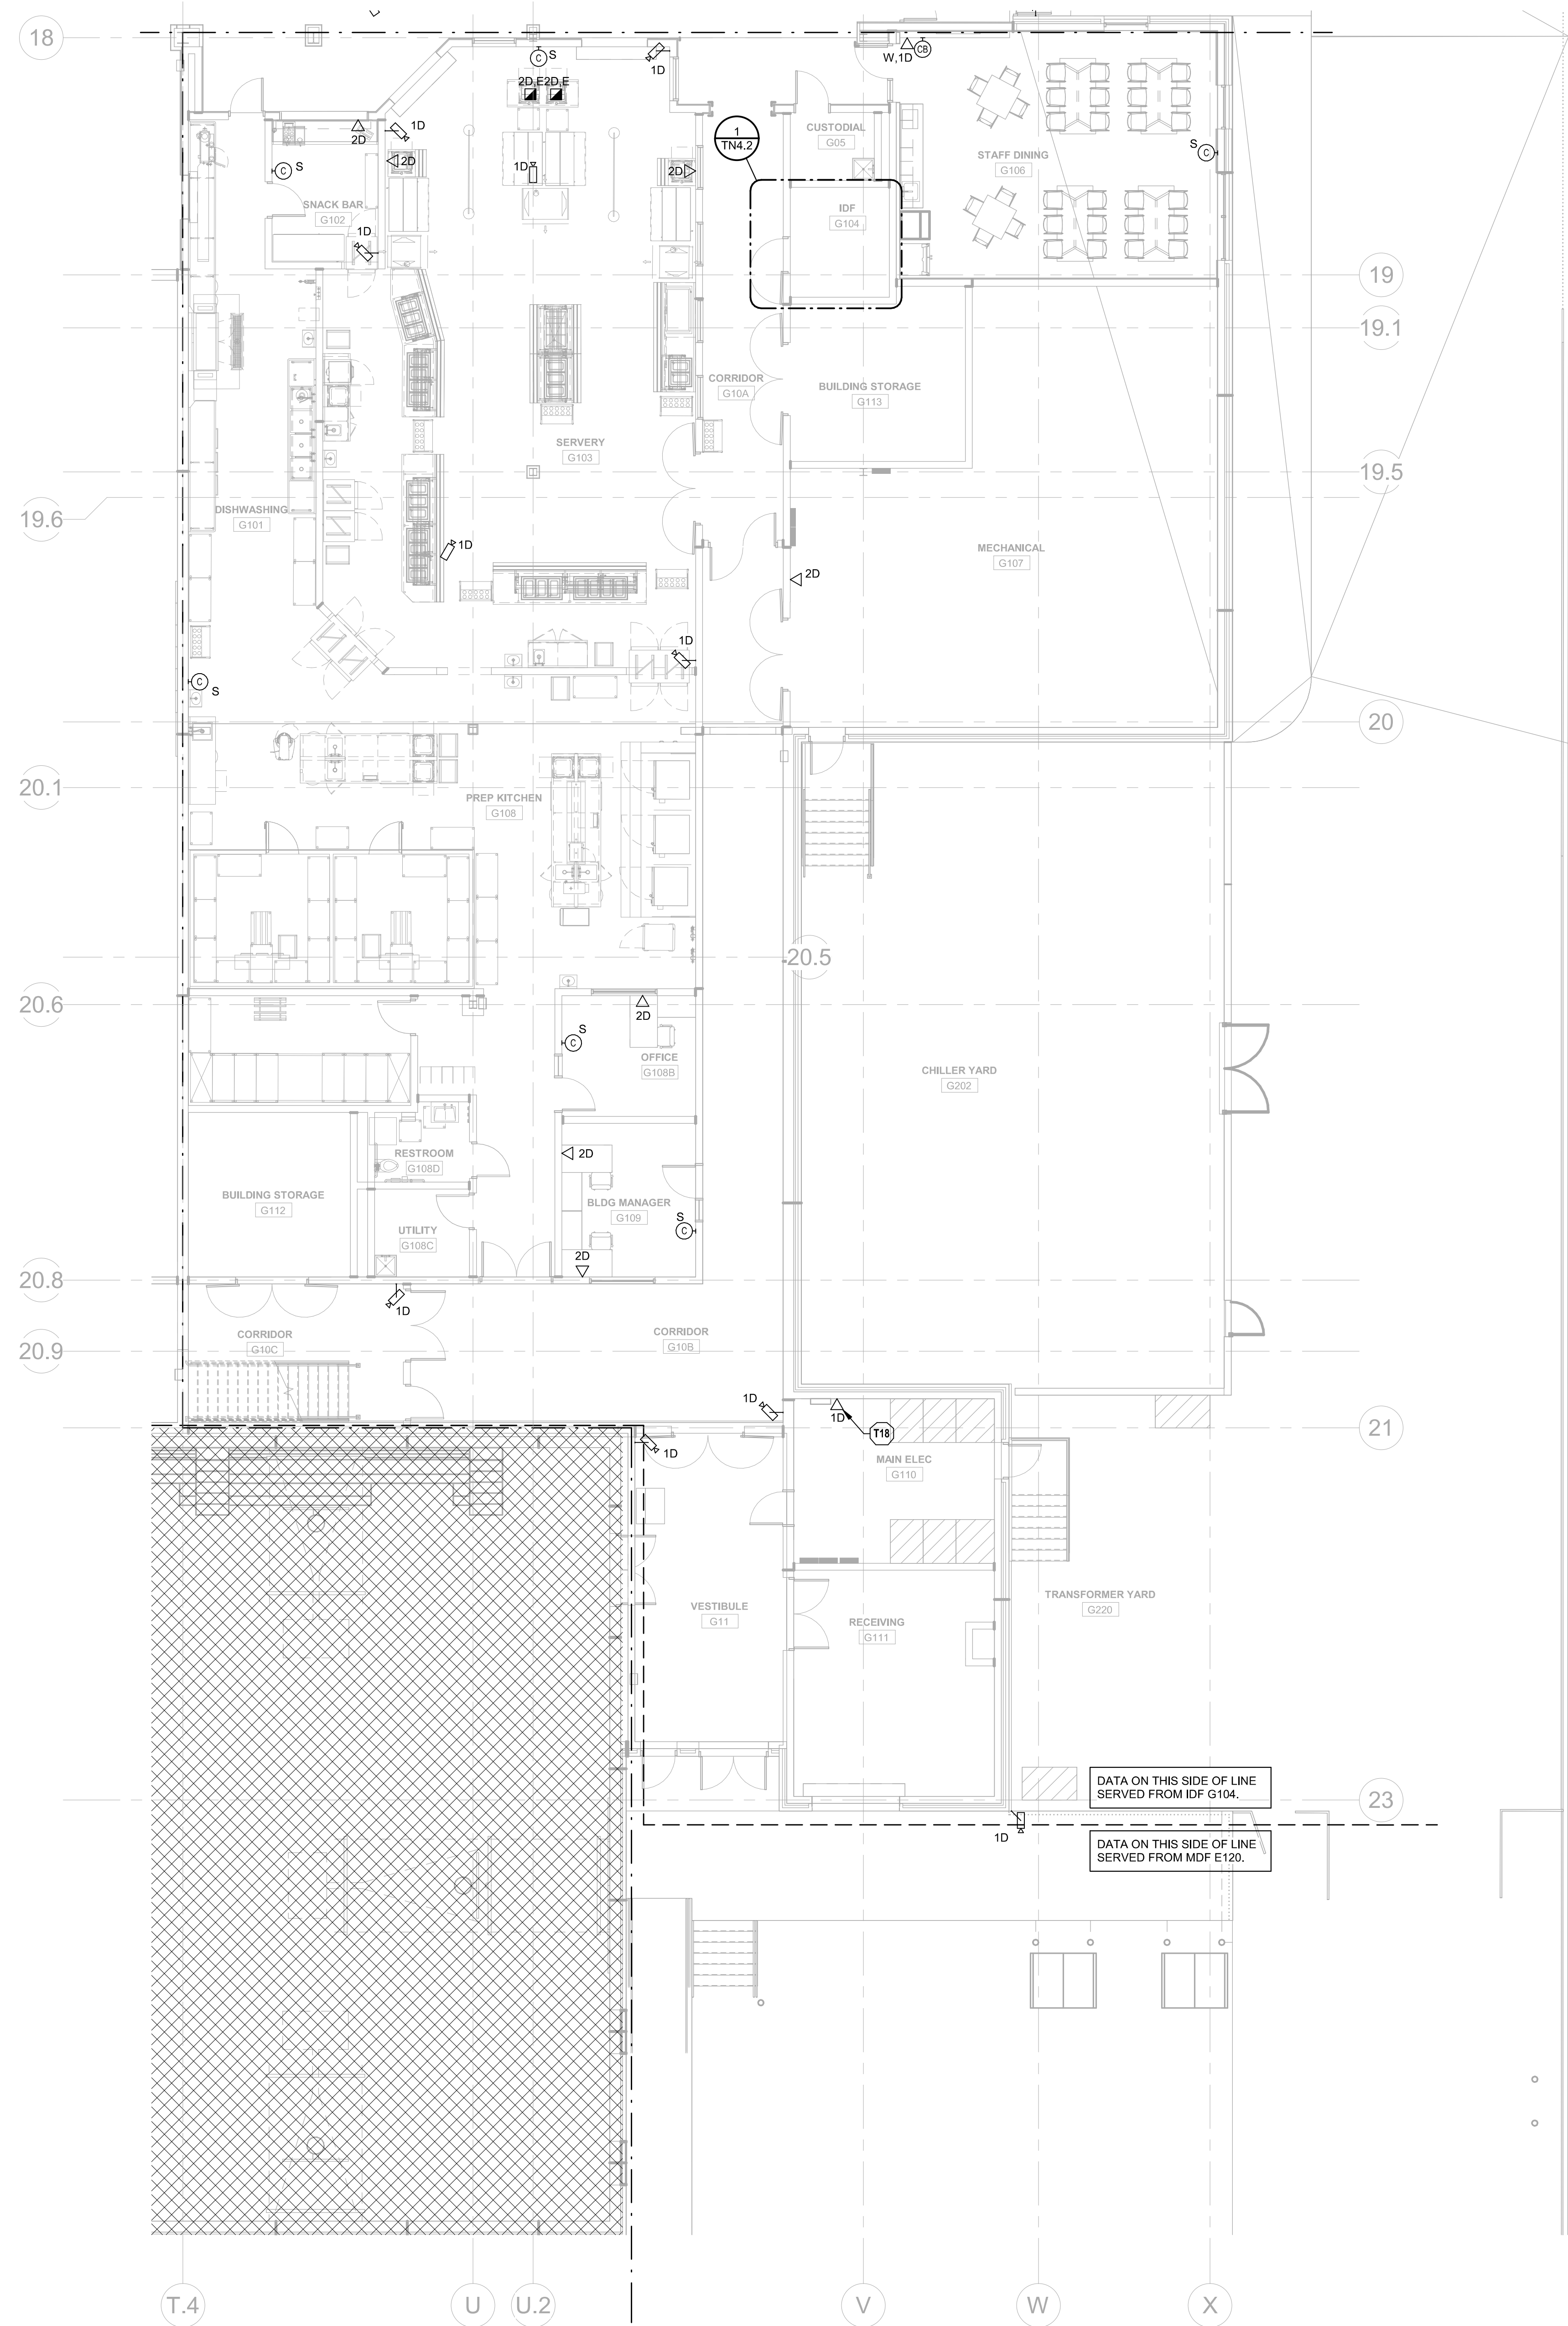 18
S
1D
W,1D
CB
C
2D,E
2D,E
1
TN4.2
CUSTODIAL
G05
1D
2D
2D
C
S
1D
2D
STAFF DINING
G106
S
C
SNACK BAR
G102
IDF
G104
1D
19
19.1
CORRIDOR
G10A
BUILDING STORAGE
G113
SERVERY
G103
19.5
DISHWASHING
G101
19.6
1D
MECHANICAL
G107
2D
1D
C
S
20
20.1
PREP KITCHEN
G108
20.5
20.6
2D
S
C
OFFICE
G108B
CHILLER YARD
G202
RESTROOM
G108D
2D
BUILDING STORAGE
G112
BLDG MANAGER
G109
S
C
UTILITY
G108C
2D
20.8
1D
CORRIDOR
G10C
CORRIDOR
G10B
20.9
1D
1D
T18
21
1D
MAIN ELEC
G110
TRANSFORMER YARD
G220
VESTIBULE
G11
RECEIVING
G111
DATA ON THIS SIDE OF LINE
SERVED FROM IDF G104.
23
1D
DATA ON THIS SIDE OF LINE
SERVED FROM MDF E120.
T.4
U
U.2
V
W
X